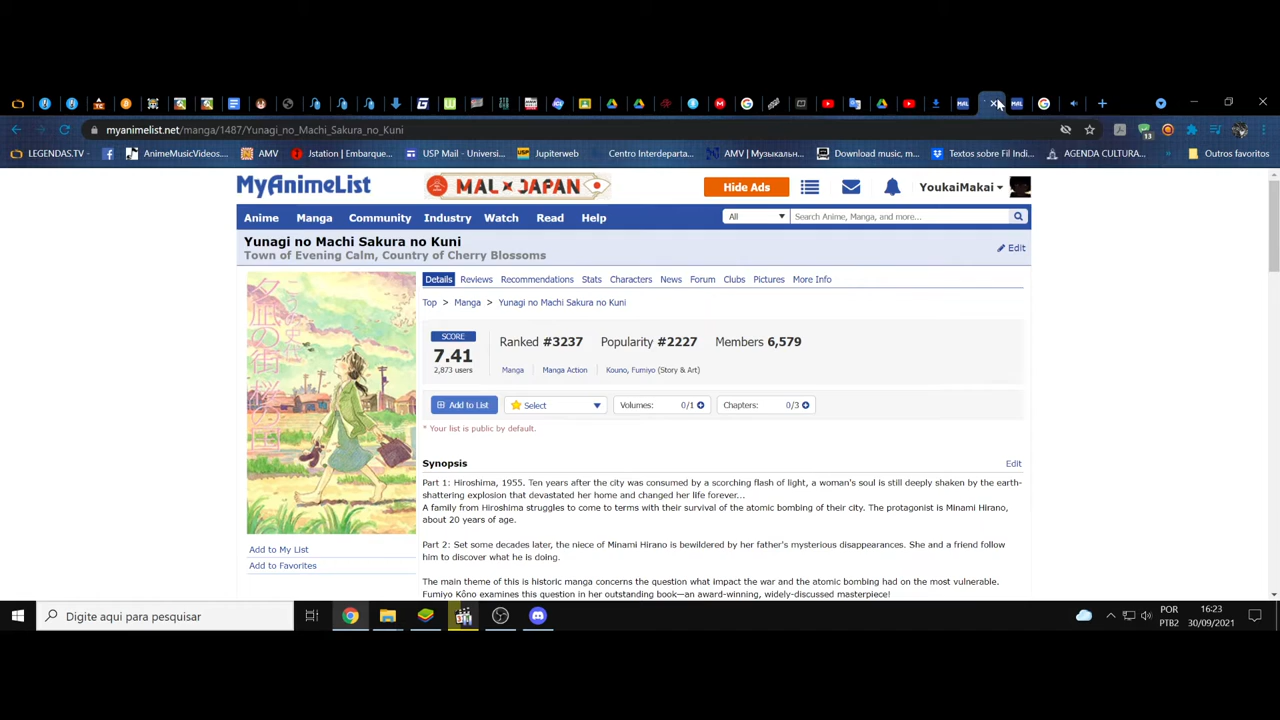 myanimelist.net/manga/1487/Yunagi_no_Machi_Sakura_no_Kuni
LEGENDAS.TV AnimeMusicVideos... AMV Jstation | Embarque... USP Mail - Universi... Jupiterweb Centro Interdeparta... AMV | Музыкальн... Download music, m... Textos sobre Fil Indi... AGENDA CULTURA... Outros favoritos
MyAnimeList MAL JAPAN Hide Ads YoukaiMakai
Anime Manga Community Industry Watch Read Help All Search Anime, Manga, and more...
Yunagi no Machi Sakura no Kuni Edit
Town of Evening Calm, Country of Cherry Blossoms
夕凪の街
桜の国
Details Reviews Recommendations Stats Characters News Forum Clubs Pictures More Info
Top > Manga > Yunagi no Machi Sakura no Kuni
SCORE
7.41
2,873 users
Ranked #3237 Popularity #2227 Members 6,579
Manga Manga Action Kouno, Fumiyo (Story & Art)
Add to List Select Volumes: 0/1 Chapters: 0/3
* Your list is public by default.
Synopsis Edit
Part 1: Hiroshima, 1955. Ten years after the city was consumed by a scorching flash of light, a woman's soul is still deeply shaken by the earth-
shattering explosion that devastated her home and changed her life forever...
A family from Hiroshima struggles to come to terms with their survival of the atomic bombing of their city. The protagonist is Minami Hirano,
about 20 years of age.
Part 2: Set some decades later, the niece of Minami Hirano is bewildered by her father's mysterious disappearances. She and a friend follow
him to discover what he is doing.
The main theme of this is historic manga concerns the question what impact the war and the atomic bombing had on the most vulnerable.
Fumiyo Kôno examines this question in her outstanding book—an award-winning, widely-discussed masterpiece!
Add to My List
Add to Favorites
Digite aqui para pesquisar
POR
PTB2
16:23
30/09/2021